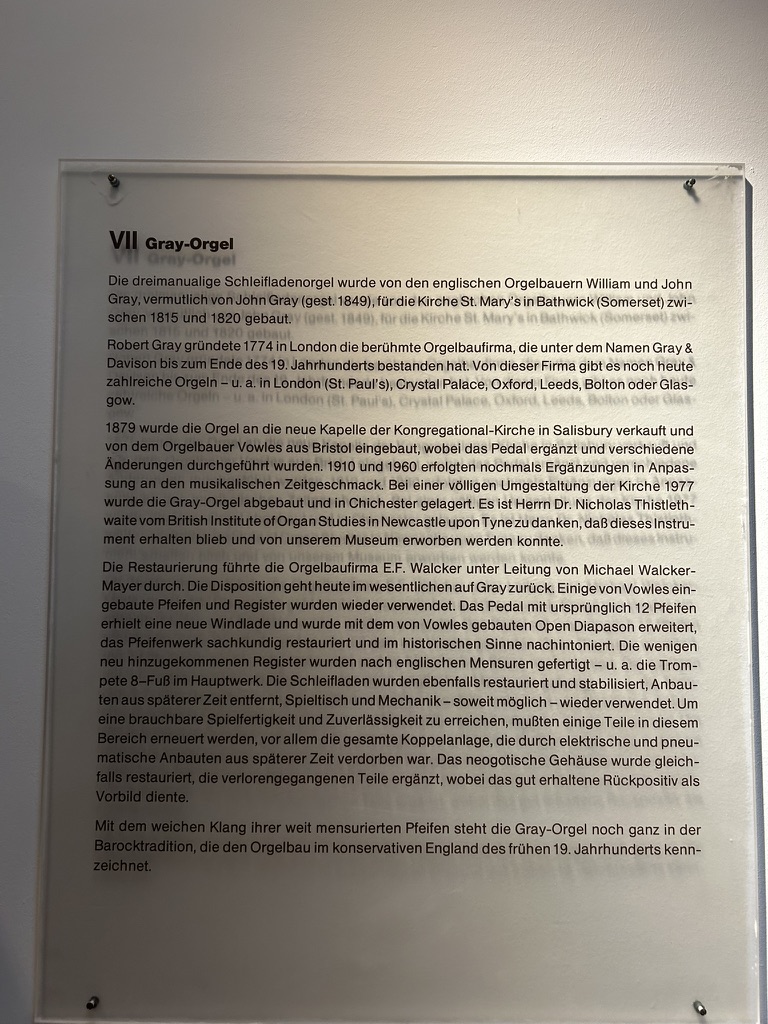 VII Gray-Orgel
Die dreimanualige Schleifladenorgel wurde von den englischen Orgelbauern William und John
Gray, vermutlich von John Gray (gest. 1849), für die Kirche St. Mary's in Bathwick (Somerset) zwi-
schen 1815 und 1820 gebaut.
Robert Gray gründete 1774 in London die berühmte Orgelbaufirma, die unter dem Namen Gray &
Davison bis zum Ende des 19. Jahrhunderts bestanden hat. Von dieser Firma gibt es noch heute
zahlreiche Orgeln – u. a. in London (St. Paul's), Crystal Palace, Oxford, Leeds, Bolton oder Glas-
gow.
1879 wurde die Orgel an die neue Kapelle der Kongregational-Kirche in Salisbury verkauft und
von dem Orgelbauer Vowles aus Bristol eingebaut, wobei das Pedal ergänzt und verschiedene
Änderungen durchgeführt wurden. 1910 und 1960 erfolgten nochmals Ergänzungen in Anpas-
sung an den musikalischen Zeitgeschmack. Bei einer völligen Umgestaltung der Kirche 1977
wurde die Gray-Orgel abgebaut und in Chichester gelagert. Es ist Herrn Dr. Nicholas Thistleth-
waite vom British Institute of Organ Studies in Newcastle upon Tyne zu danken, daß dieses Instru-
ment erhalten blieb und von unserem Museum erworben werden konnte.
Die Restaurierung führte die Orgelbaufirma E.F. Walcker unter Leitung von Michael Walcker-
Mayer durch. Die Disposition geht heute im wesentlichen auf Gray zurück. Einige von Vowles ein-
gebaute Pfeifen und Register wurden wieder verwendet. Das Pedal mit ursprünglich 12 Pfeifen
erhielt eine neue Windlade und wurde mit dem von Vowles gebauten Open Diapason erweitert,
das Pfeifenwerk sachkundig restauriert und im historischen Sinne nachintoniert. Die wenigen
neu hinzugekommenen Register wurden nach englischen Mensuren gefertigt – u. a. die Trom-
pete 8–Fuß im Hauptwerk. Die Schleifladen wurden ebenfalls restauriert und stabilisiert, Anbau-
ten aus späterer Zeit entfernt, Spieltisch und Mechanik – soweit möglich – wieder verwendet. Um
eine brauchbare Spielfertigkeit und Zuverlässigkeit zu erreichen, mußten einige Teile in diesem
Bereich erneuert werden, vor allem die gesamte Koppelanlage, die durch elektrische und pneu-
matische Anbauten aus späterer Zeit verdorben war. Das neogotische Gehäuse wurde gleich-
falls restauriert, die verlorengegangenen Teile ergänzt, wobei das gut erhaltene Rückpositiv als
Vorbild diente.
Mit dem weichen Klang ihrer weit mensurierten Pfeifen steht die Gray-Orgel noch ganz in der
Barocktradition, die den Orgelbau im konservativen England des frühen 19. Jahrhunderts kenn-
zeichnet.